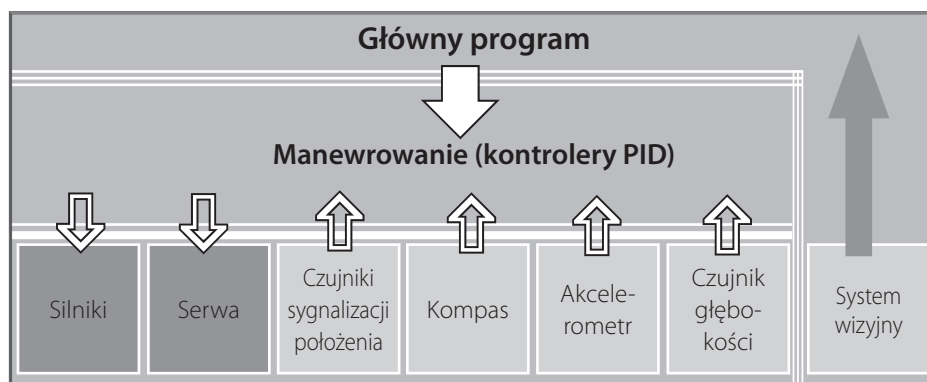 Główny program
Manewrowanie (kontrolery PID)
Silniki
Serwa
Czujniki
sygnalizacji
położenia
Kompas
Akcele-
rometr
Czujnik
głębo-
kości
System
wizyjny